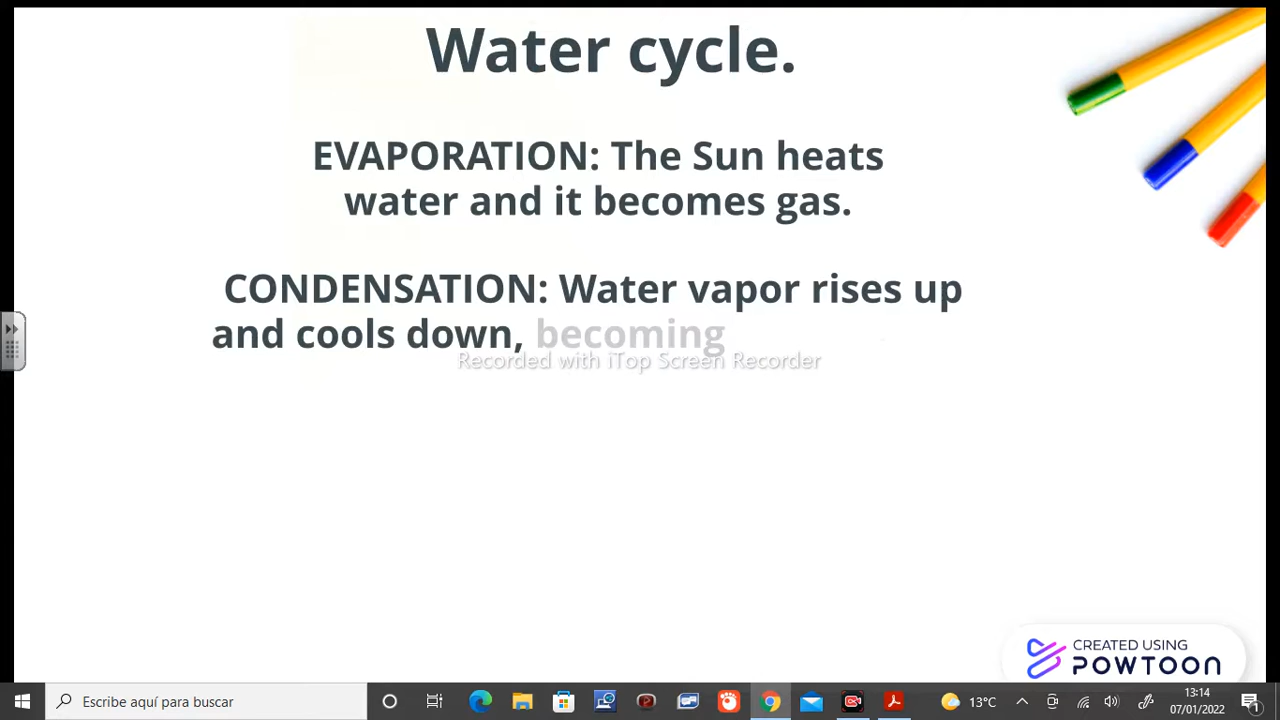 Water cycle.
EVAPORATION: The Sun heats
water and it becomes gas.
CONDENSATION: Water vapor rises up
and cools down, becoming
Recorded with iTop Screen Recorder
CREATED USING
POWTOON
Escribe aquí para buscar
13°C
13:14
07/01/2022
1